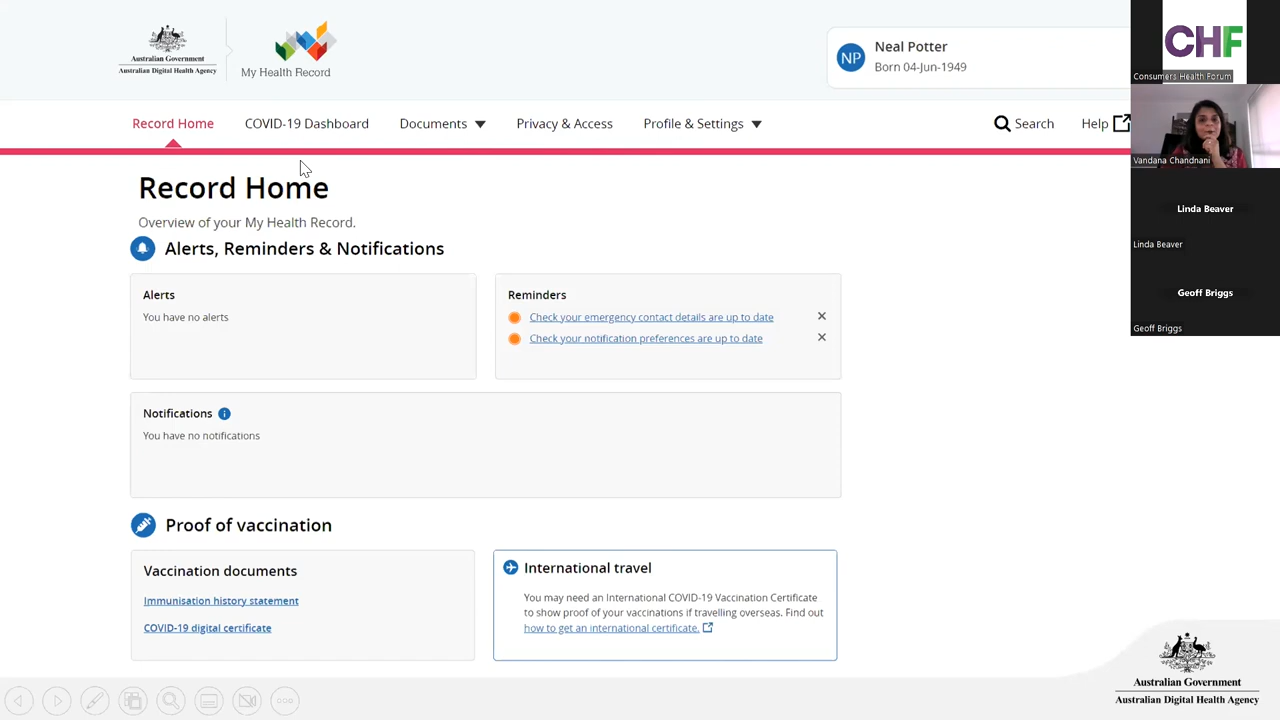 Australian Government
Australian Digital Health Agency
My Health Record
NP
Neal Potter
Born 04-Jun-1949
CHF
Consumers Health Forum
Record Home
COVID-19 Dashboard
Documents
Privacy & Access
Profile & Settings
Search
Help
Vandana Chandnani
Record Home
Overview of your My Health Record.
Linda Beaver
Linda Beaver
Alerts, Reminders & Notifications
Geoff Briggs
Geoff Briggs
Alerts
You have no alerts
Reminders
Check your emergency contact details are up to date
Check your notification preferences are up to date
Notifications
You have no notifications
Proof of vaccination
Vaccination documents
Immunisation history statement
COVID-19 digital certificate
International travel
You may need an International COVID-19 Vaccination Certificate
to show proof of your vaccinations if travelling overseas. Find out
how to get an international certificate.
Australian Government
Australian Digital Health Agency